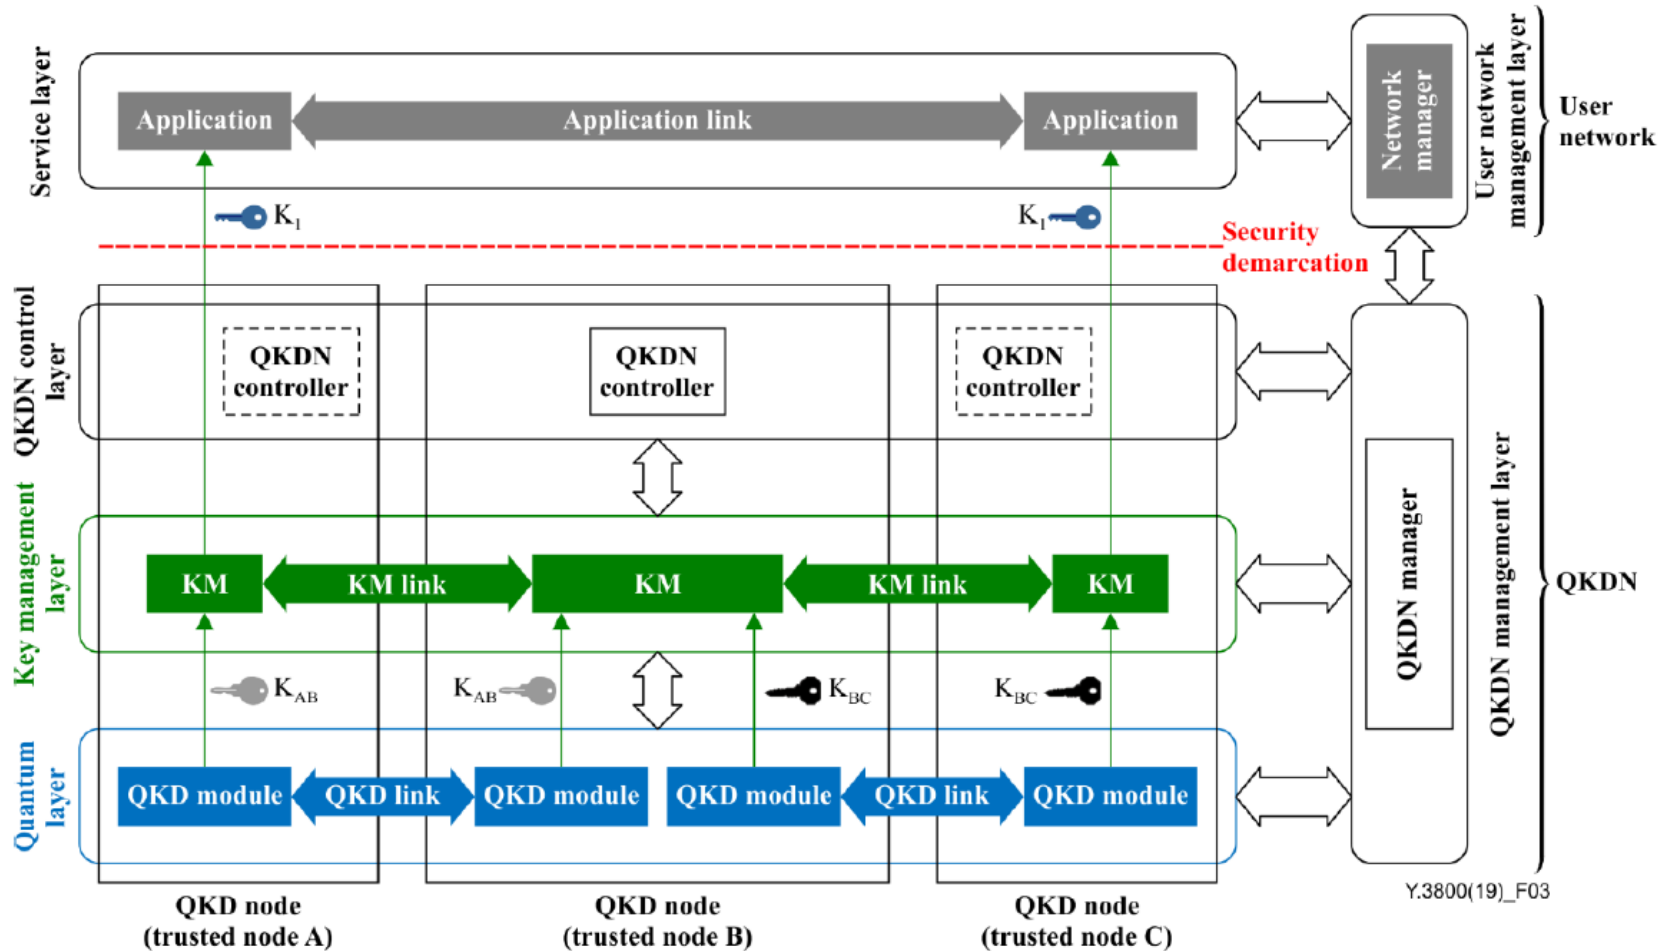 Service layer
Application
Application link
Application
Network
manager
User network
management layer
User
network
K1
K1
Security
demarcation
QKDN control
layer
QKDN
controller
QKDN
controller
QKDN
controller
Key management
layer
KM
KM link
KM
KM link
KM
QKDN manager
QKDN management layer
QKDN
KAB
KAB
KBC
KBC
Quantum
layer
QKD module
QKD link
QKD module
QKD module
QKD link
QKD module
Y.3800(19)_F03
QKD node
(trusted node A)
QKD node
(trusted node B)
QKD node
(trusted node C)